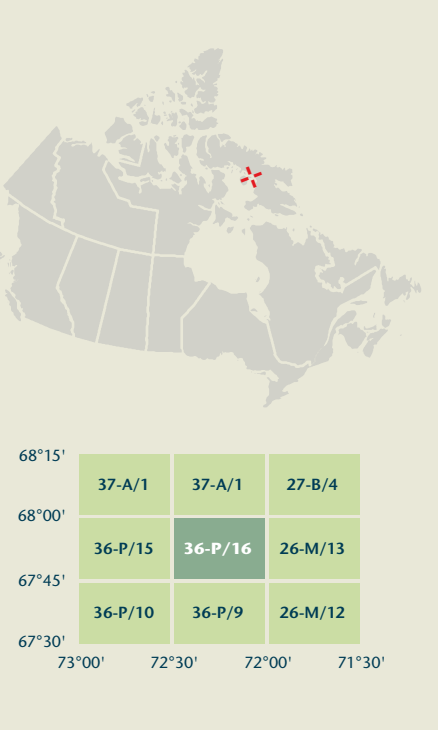 68°15'
37-A/1 37-A/1 27-B/4
68°00'
36-P/15 36-P/16 26-M/13
67°45'
36-P/10 36-P/9 26-M/12
67°30'
73°00' 72°30' 72°00' 71°30'